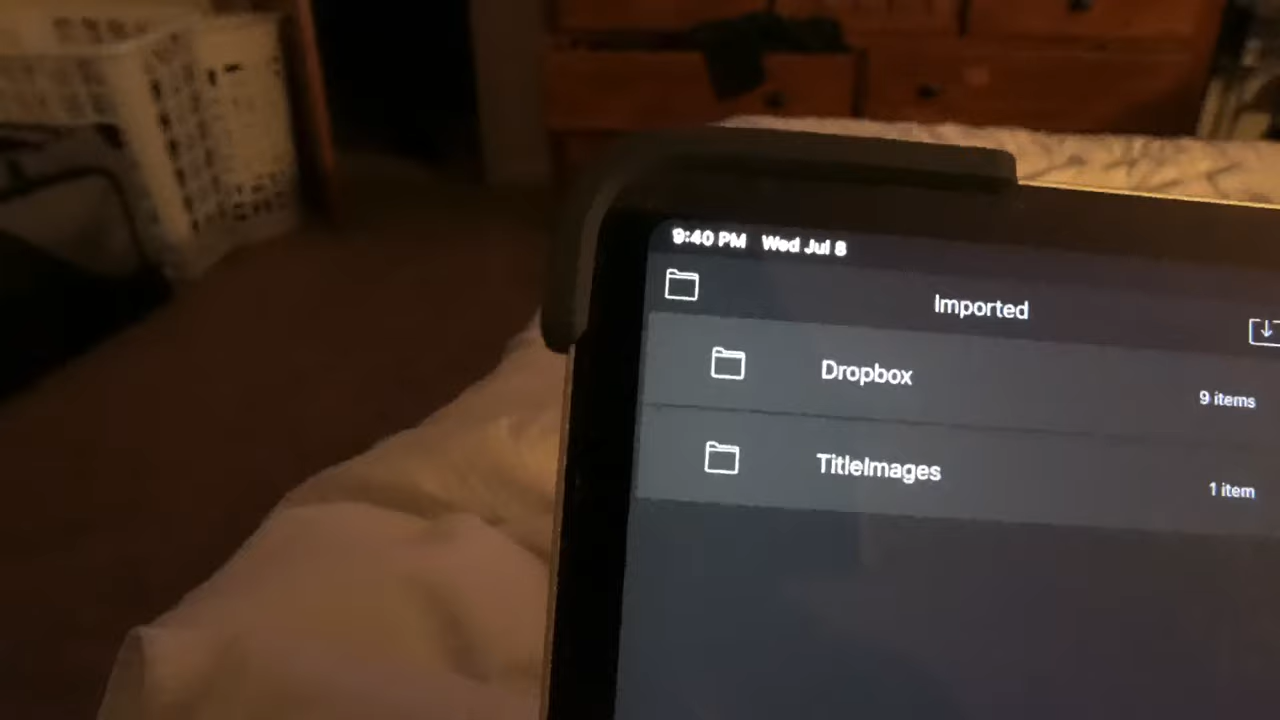 9:40 PM Wed Jul 8
Imported
Dropbox
9 items
TitleImages
1 item